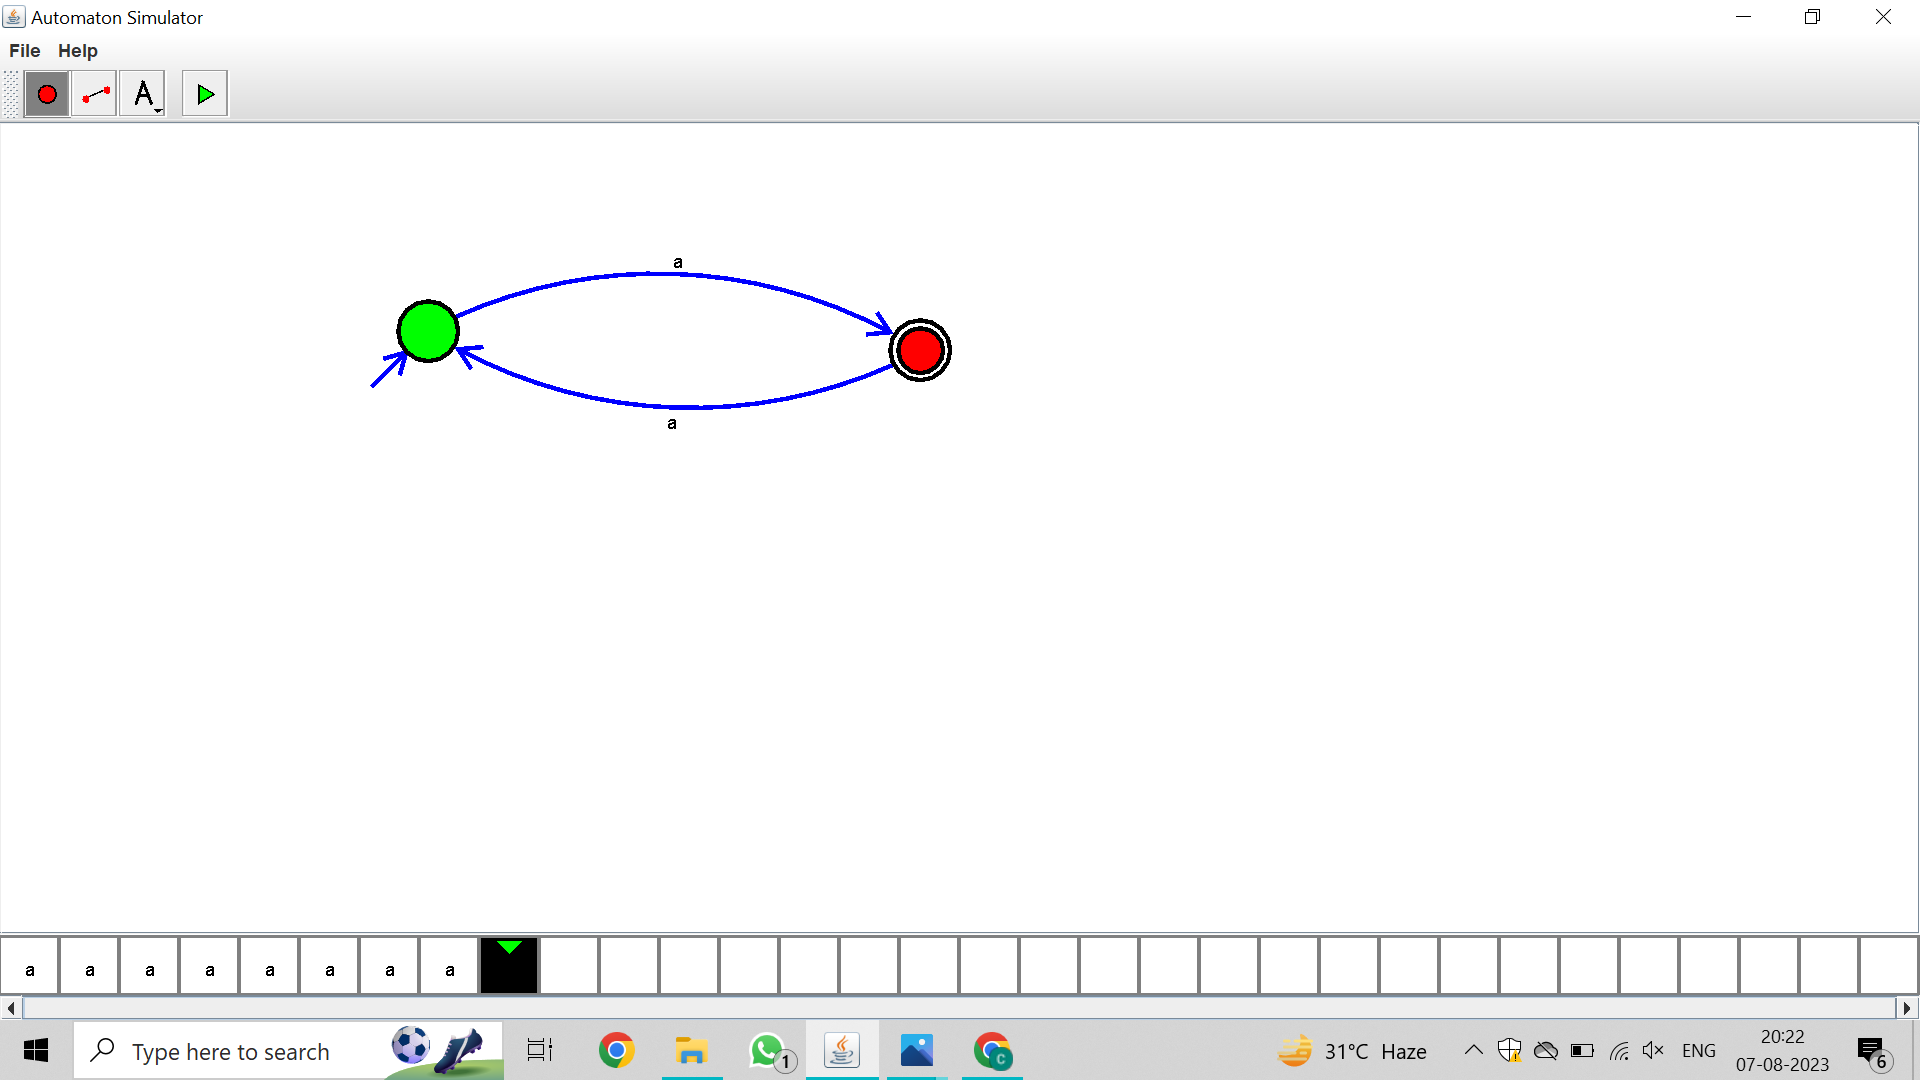 Automaton Simulator
File Help
A
a
a
a a a a a a a a
Type here to search
1
C
31°C Haze
ENG
20:22
07-08-2023
6